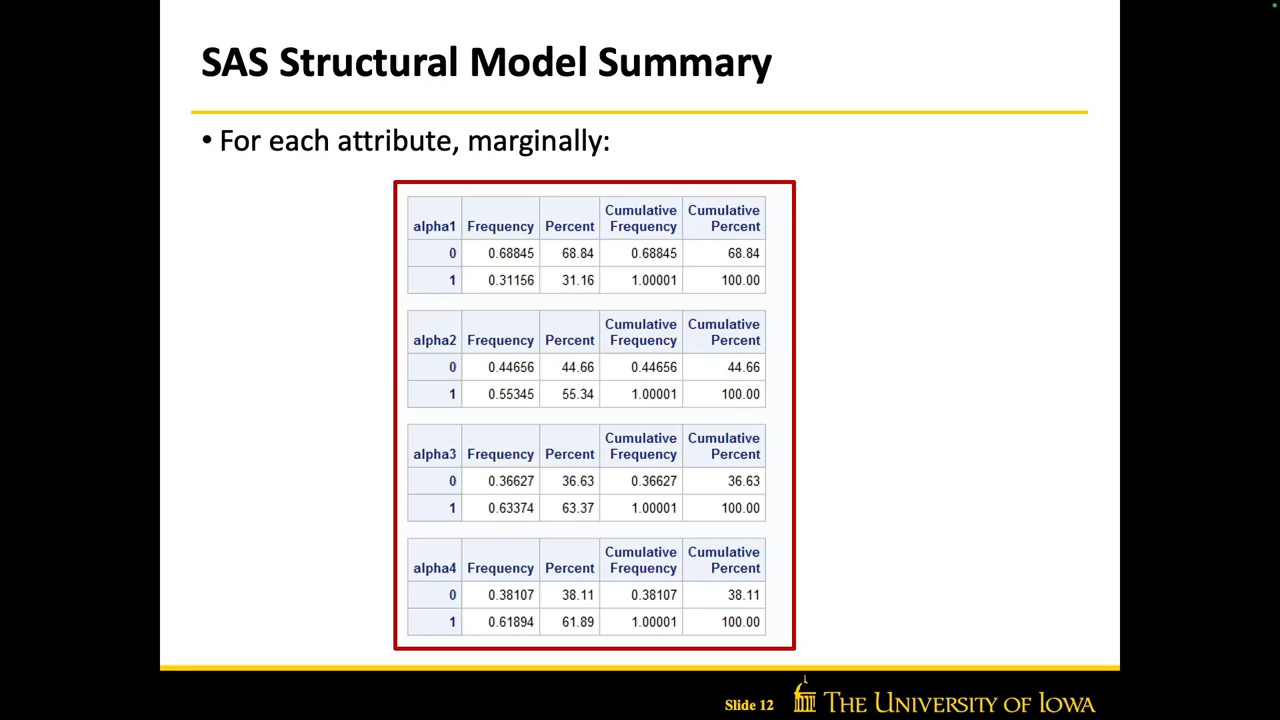 SAS Structural Model Summary
• For each attribute, marginally:
alpha1 Frequency Percent Cumulative Frequency Cumulative Percent
0 0.68845 68.84 0.68845 68.84
1 0.31156 31.16 1.00001 100.00
alpha2 Frequency Percent Cumulative Frequency Cumulative Percent
0 0.44656 44.66 0.44656 44.66
1 0.55345 55.34 1.00001 100.00
alpha3 Frequency Percent Cumulative Frequency Cumulative Percent
0 0.36627 36.63 0.36627 36.63
1 0.63374 63.37 1.00001 100.00
alpha4 Frequency Percent Cumulative Frequency Cumulative Percent
0 0.38107 38.11 0.38107 38.11
1 0.61894 61.89 1.00001 100.00
Slide 12 THE UNIVERSITY OF IOWA